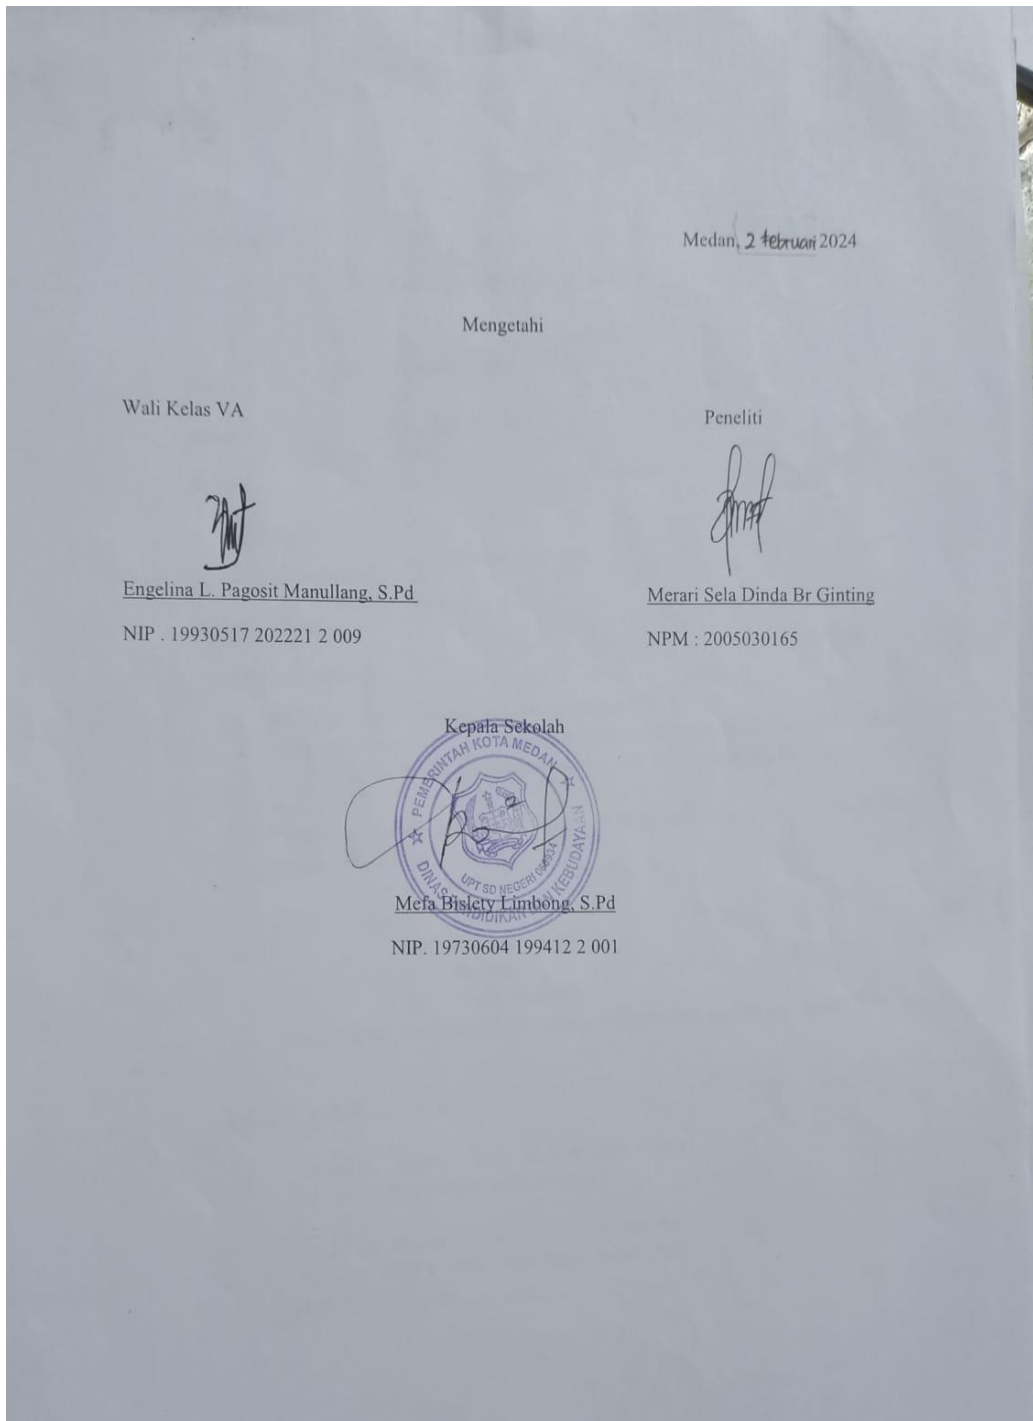 Medan, 2 februari 2024
Mengetahi
Wali Kelas VA
Peneliti
Engelina L. Pagosit Manullang, S.Pd
Merari Sela Dinda Br Ginting
NIP . 19930517 202221 2 009
NPM : 2005030165
Kepala Sekolah
PEMERINTAH KOTA MEDAN
DINAS PENDIDIKAN DAN KEBUDAYAAN
UPT SD NEGERI
Mefa Bislety Limbong, S.Pd
NIP. 19730604 199412 2 001